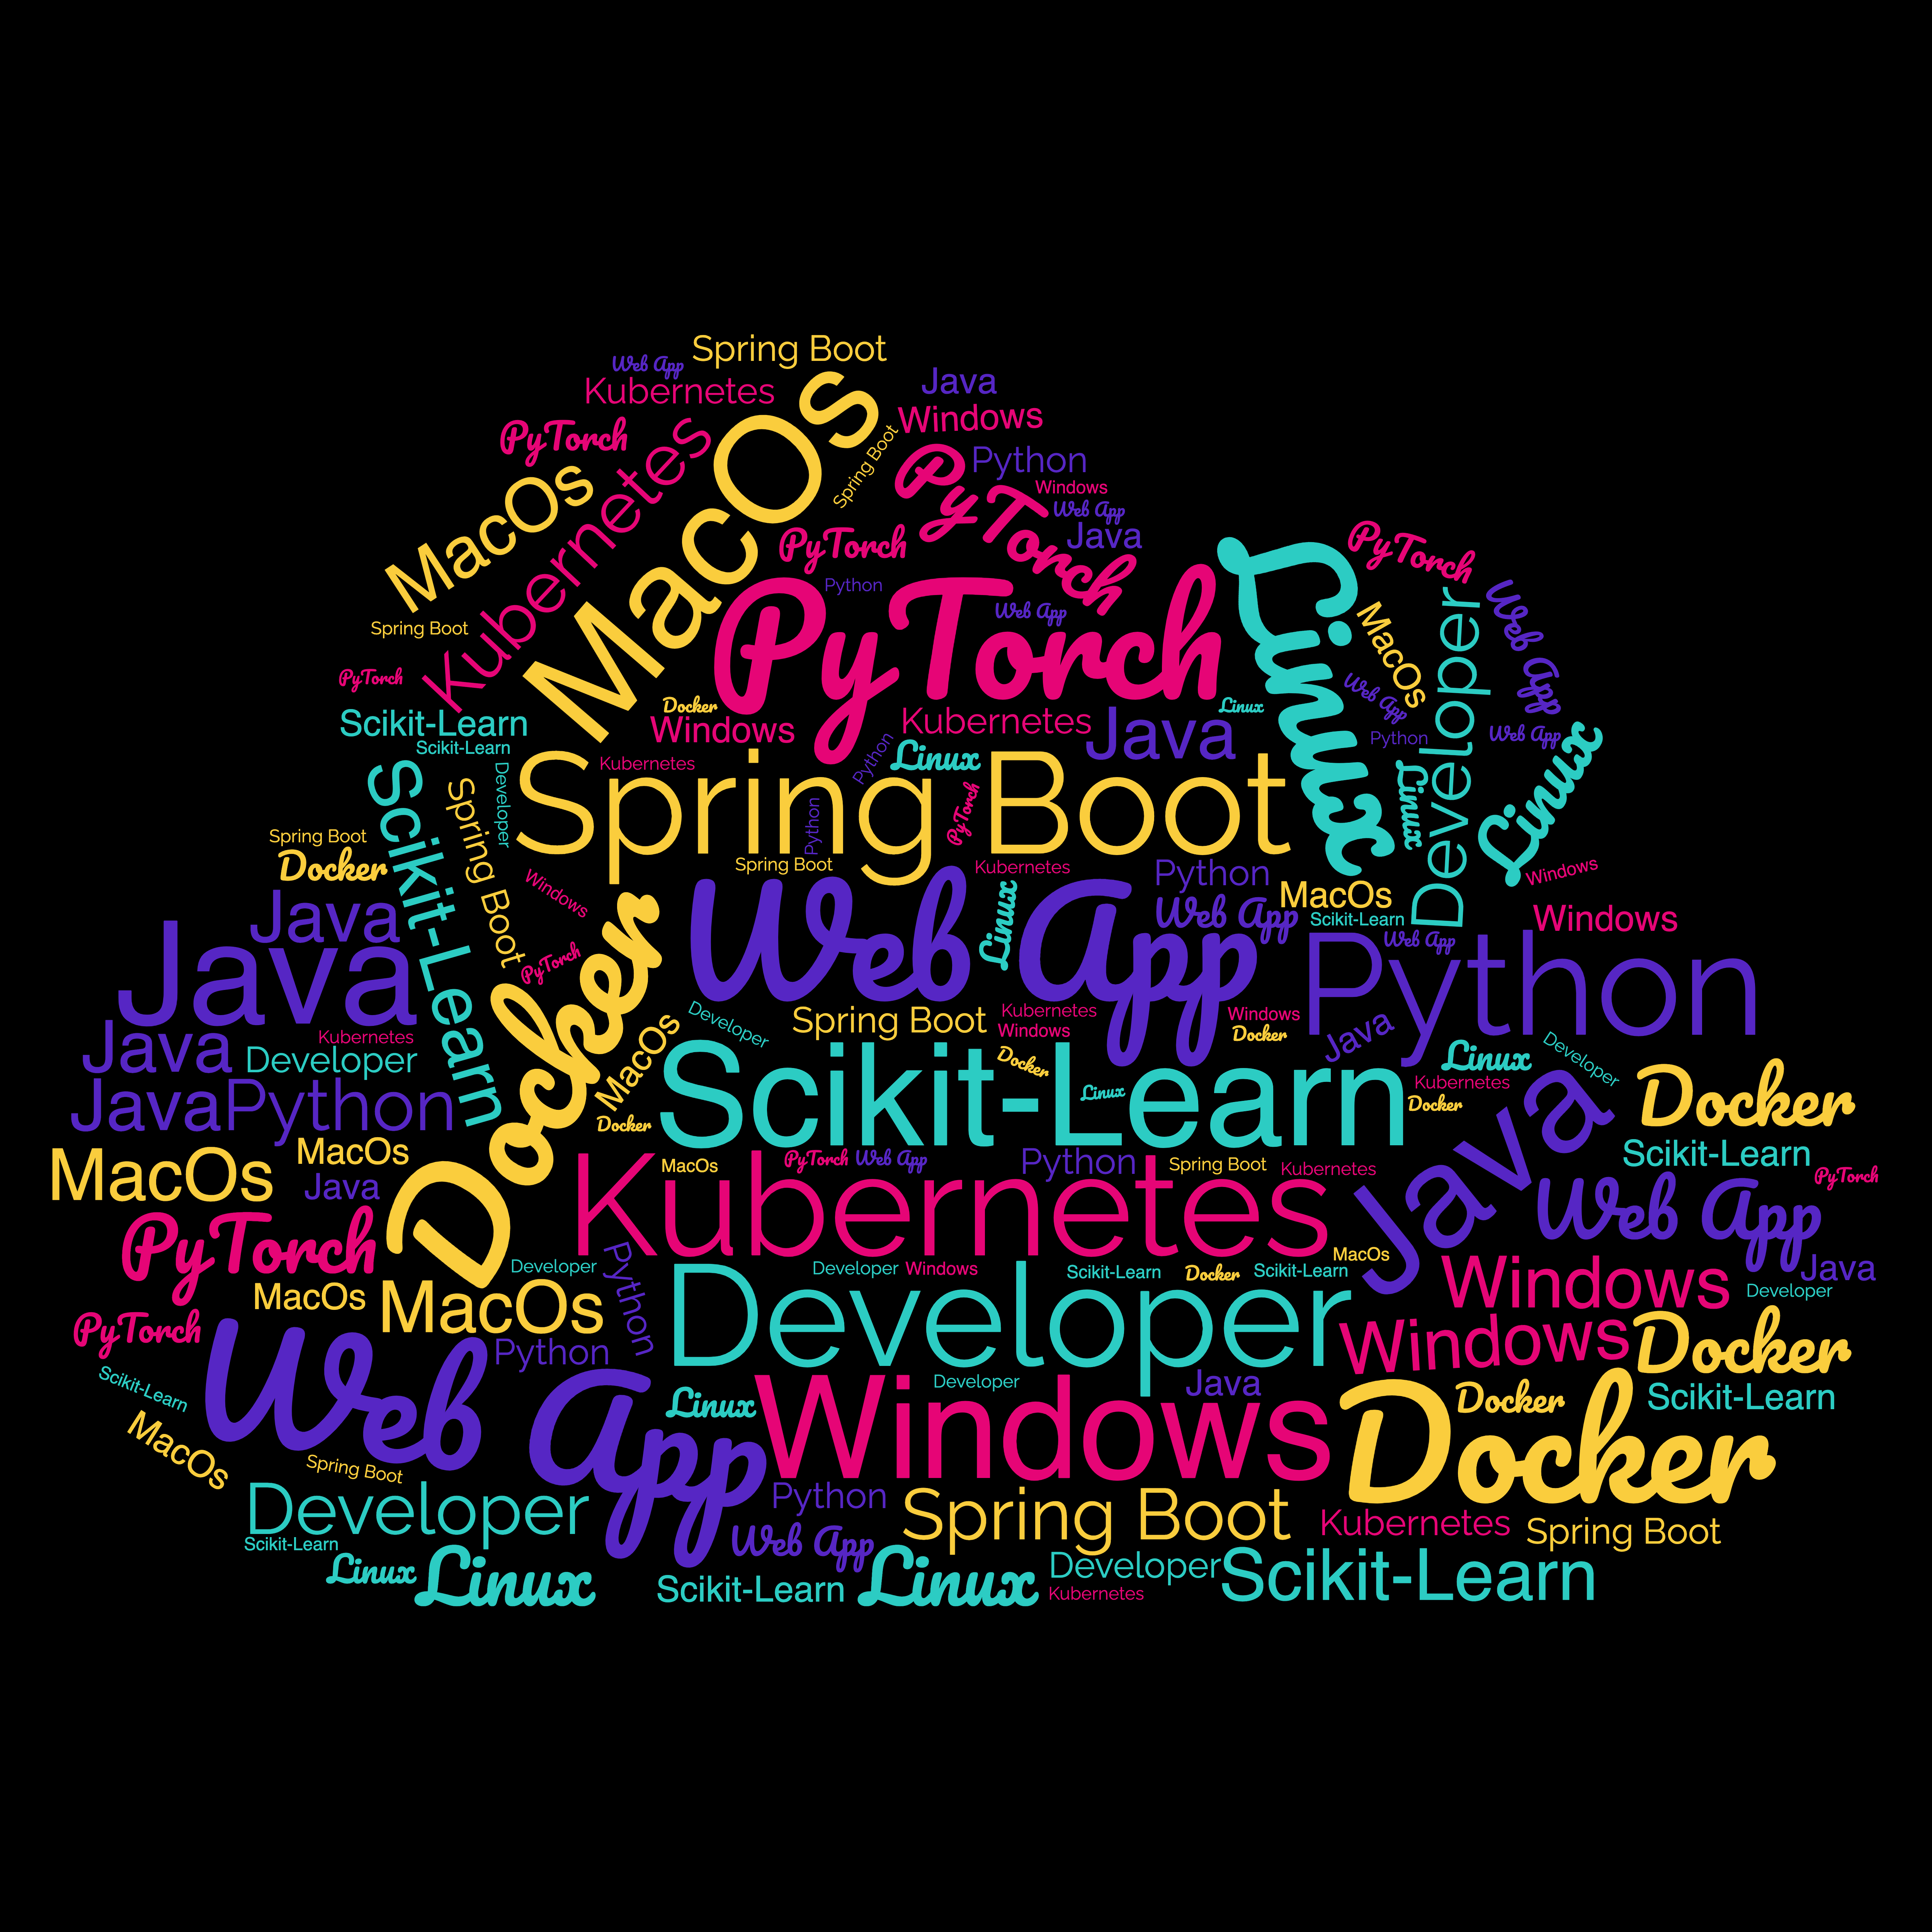 Spring Boot
Web App
Java
Kubernetes
MacOs
Windows
PyTorch
Spring Boot
Kubernetes
PyTorch
Python
MacOs
Windows
Web App
Java
PyTorch
PyTorch
Linux
Python
PyTorch
Web App
Web App
MacOs
Developer
Spring Boot
PyTorch
Web App
Docker
Linux
Scikit-Learn
Windows
Kubernetes
Java
Python
Web App
Linux
Scikit-Learn
Python
Linux
Kubernetes
Spring Boot
Developer
Scikit-Learn
Spring Boot
PyTorch
Linux
Python
Spring Boot
Docker
Spring Boot
Kubernetes
Python
Windows
Windows
Web App
Linux
MacOs
Docker
Web App
Scikit-Learn
Windows
Java
Java
PyTorch
Web App
Python
Spring Boot
Kubernetes
Windows
Developer
Windows
Docker
Java
Java
Kubernetes
Developer
MacOs
Scikit-Learn
Docker
Linux
Linux
Developer
Kubernetes
Docker
Java
Python
Docker
Docker
Java
MacOs
MacOs
MacOs
PyTorch
Web App
Python
Spring Boot
Kubernetes
Scikit-Learn
PyTorch
Java
Kubernetes
Web App
PyTorch
Developer
Python
Developer
Windows
Scikit-Learn
Docker
Scikit-Learn
MacOs
Java
MacOs
MacOs
Developer
Windows
Developer
PyTorch
Web App
Python
Windows
Docker
Scikit-Learn
Linux
Windows
Developer
Java
Docker
Docker
Scikit-Learn
MacOs
Spring Boot
Developer
Python
Spring Boot
Kubernetes
Spring Boot
Scikit-Learn
Web App
Linux
Linux
Scikit-Learn
Linux
Developer
Kubernetes
Scikit-Learn